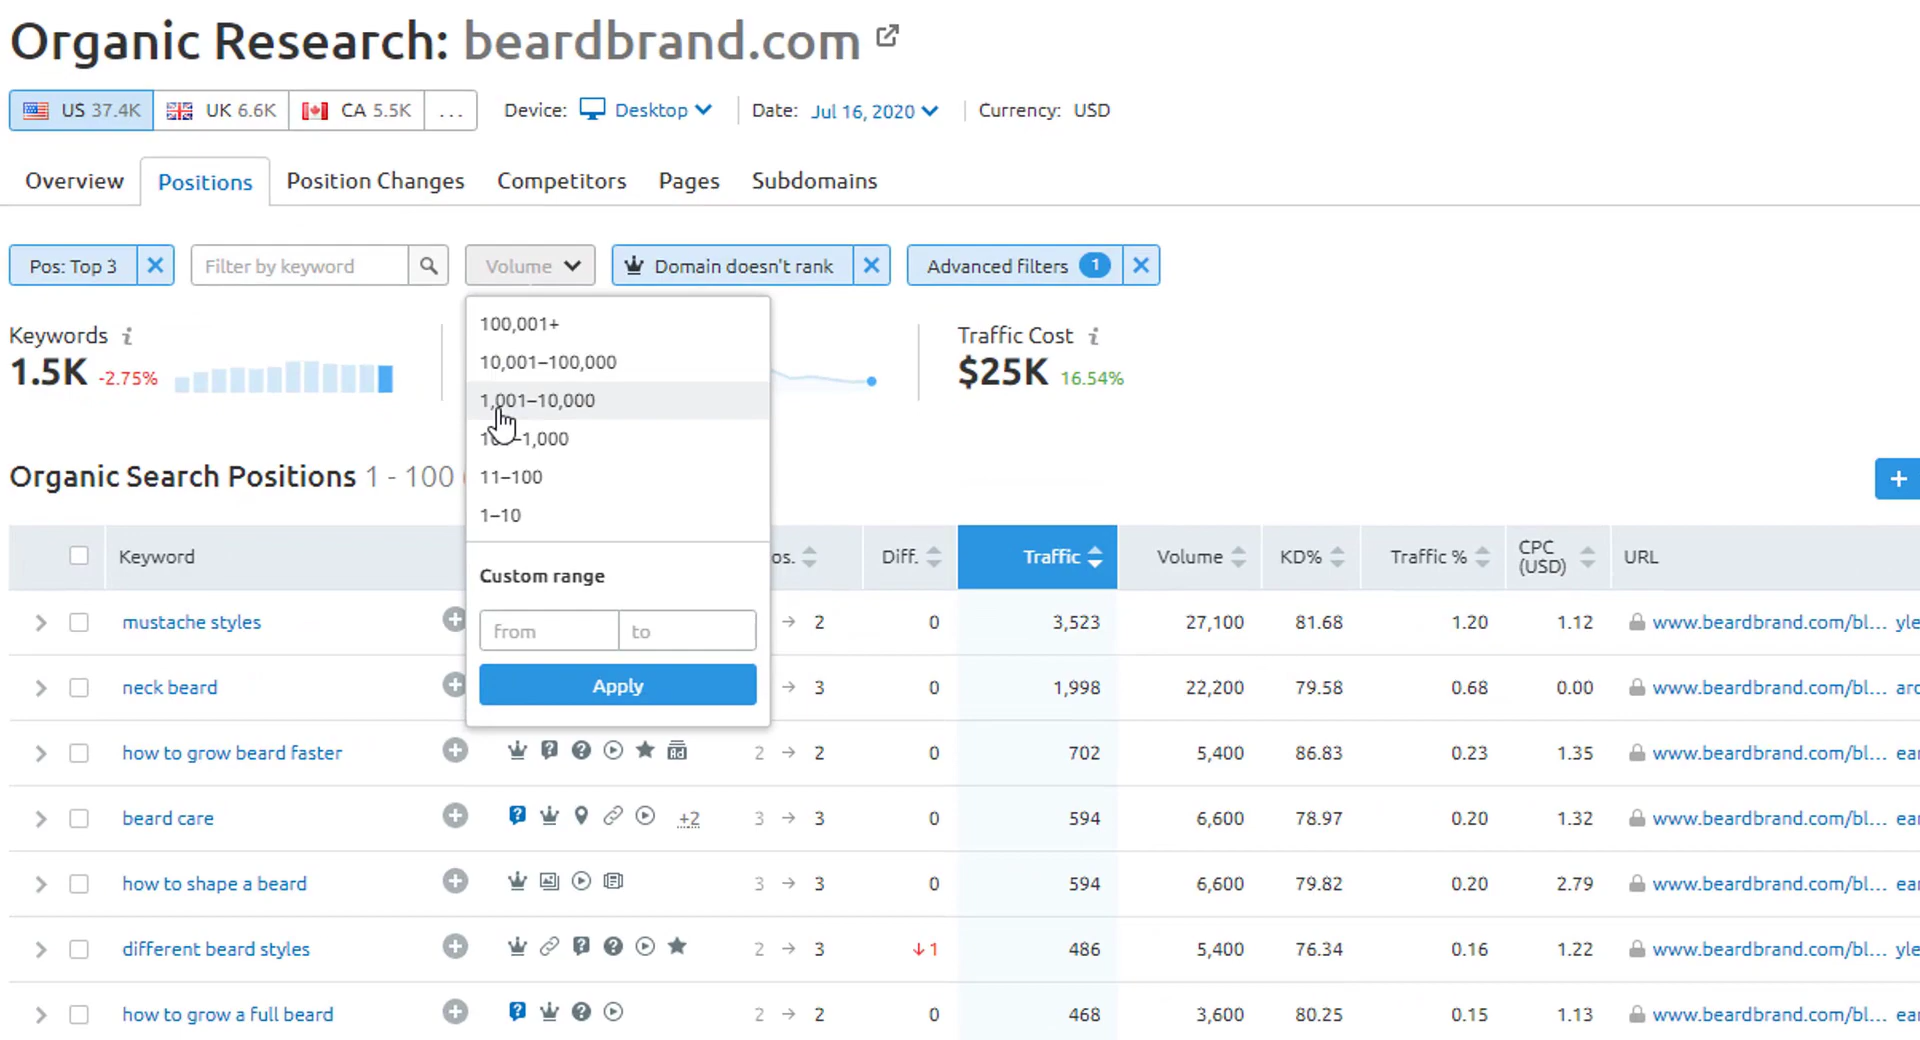 Organic Research: beardbrand.com
US 37.4K UK 6.6K CA 5.5K ... Device: Desktop Date: Jul 16, 2020 Currency: USD
Overview Positions Position Changes Competitors Pages Subdomains
Pos: Top 3 Filter by keyword Volume Domain doesn't rank Advanced filters 1
Keywords i
1.5K -2.75%
Traffic Cost i
$25K 16.54%
100,001+
10,001–100,000
1,001–10,000
–1,000
11–100
1–10
Custom range
from to
Apply
Organic Search Positions 1 - 100
Keyword os. Diff. Traffic Volume KD% Traffic % CPC (USD) URL
mustache styles 2 0 3,523 27,100 81.68 1.20 1.12 www.beardbrand.com/bl... yle
neck beard 3 0 1,998 22,200 79.58 0.68 0.00 www.beardbrand.com/bl... arc
how to grow beard faster Ad 2 → 2 0 702 5,400 86.83 0.23 1.35 www.beardbrand.com/bl... ear
beard care +2 3 → 3 0 594 6,600 78.97 0.20 1.32 www.beardbrand.com/bl... ear
how to shape a beard 3 → 3 0 594 6,600 79.82 0.20 2.79 www.beardbrand.com/bl... ear
different beard styles 2 → 3 ↓1 486 5,400 76.34 0.16 1.22 www.beardbrand.com/bl... yle
how to grow a full beard 2 → 2 0 468 3,600 80.25 0.15 1.13 www.beardbrand.com/bl... ear